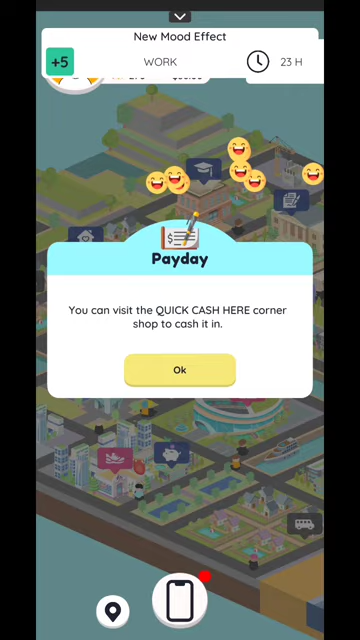 New Mood Effect
+5
WORK
23 H
$
Payday
You can visit the QUICK CASH HERE corner
shop to cash it in.
Ok